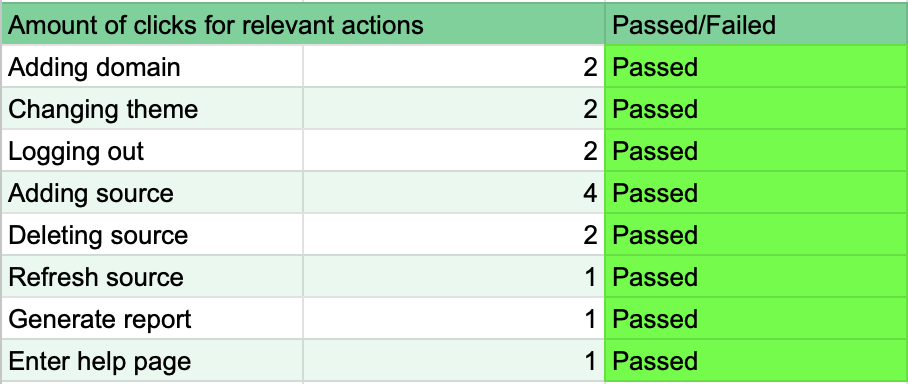 Amount of clicks for relevant actions Passed/Failed
Adding domain 2 Passed
Changing theme 2 Passed
Logging out 2 Passed
Adding source 4 Passed
Deleting source 2 Passed
Refresh source 1 Passed
Generate report 1 Passed
Enter help page 1 Passed